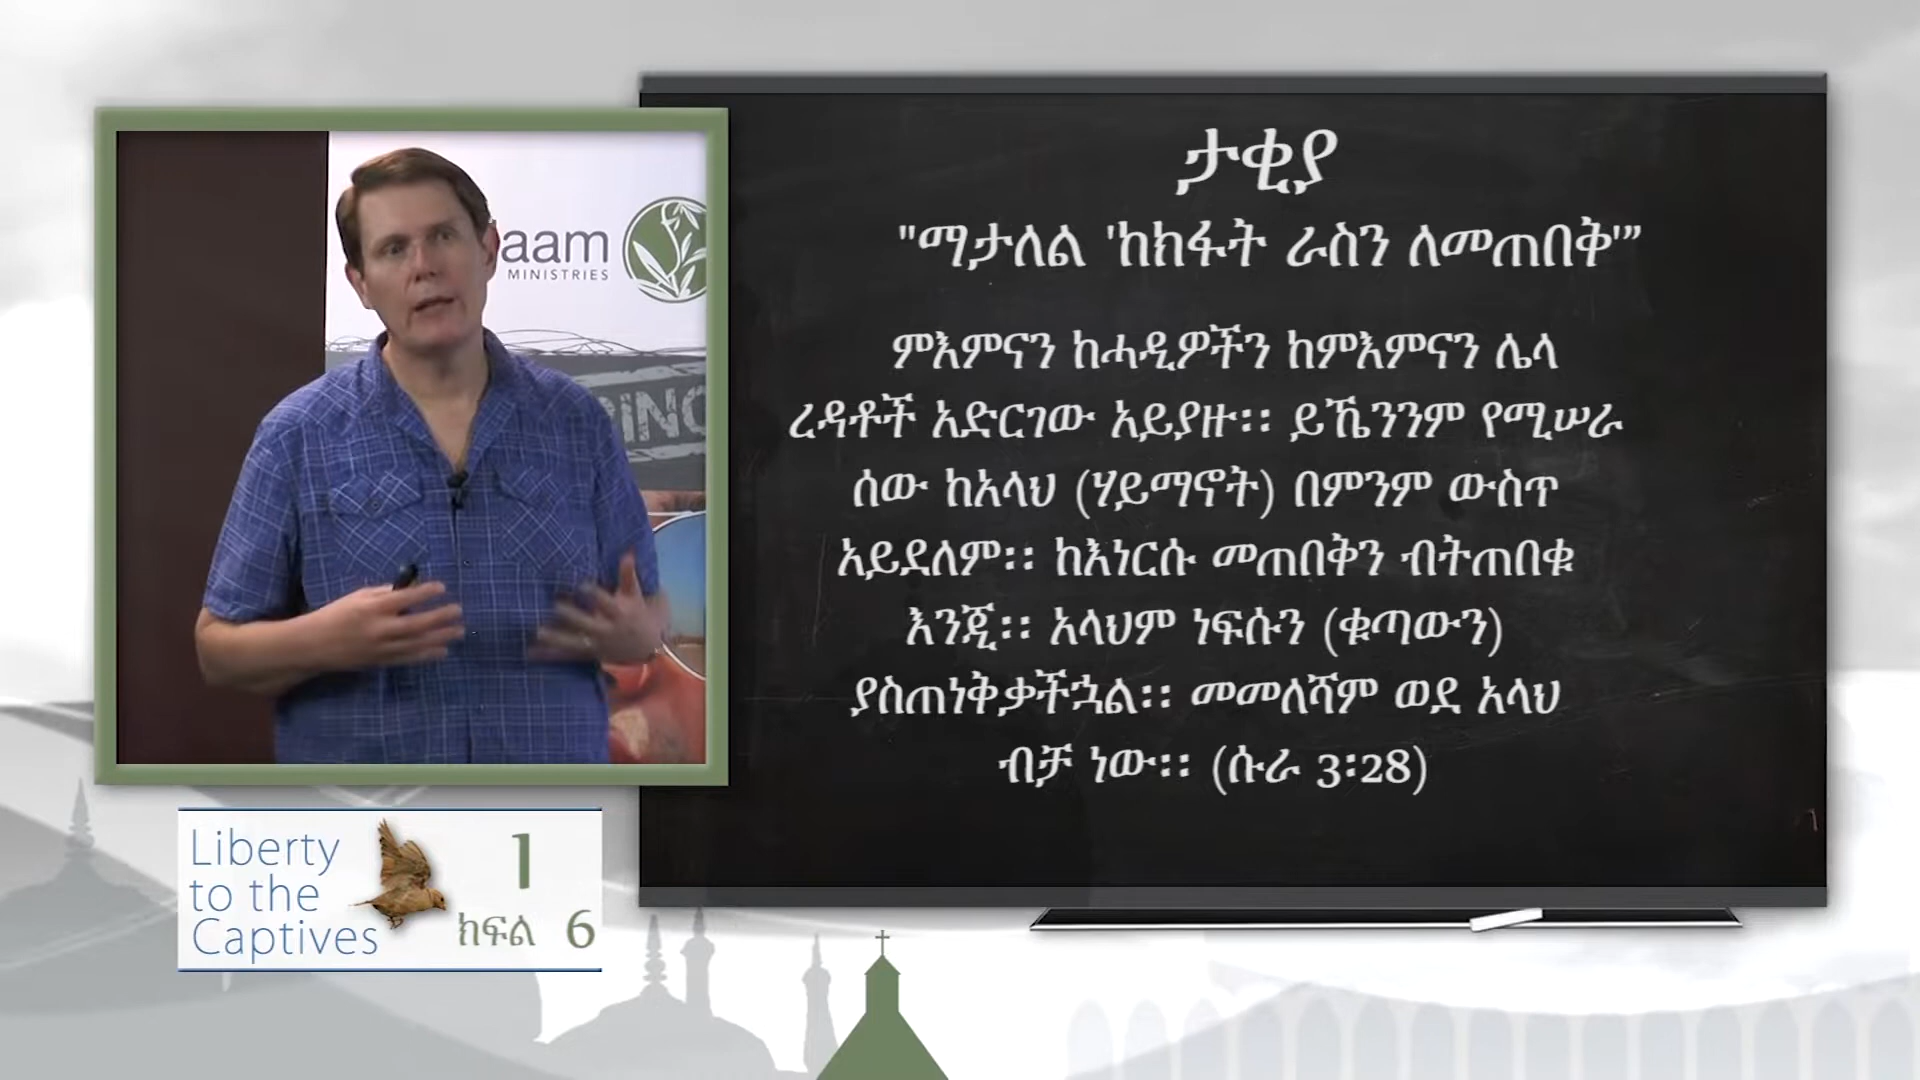 aam
MINISTRIES
ታቂያ
"ማታለል 'ከክፋት ራስን ለመጠበቅ'”
ምእምናን ከሓዲዎችን ከምእምናን ሌላ
ረዳቶች አድርገው አይያዙ፡፡ ይኼንንም የሚሠራ
ሰው ከአላህ (ሃይማኖት) በምንም ውስጥ
አይደለም፡፡ ከእነርሱ መጠበቅን ብትጠበቁ
እንጂ፡፡ አላህም ነፍሱን (ቁጣውን)
ያስጠነቅቃችኋል፡፡ መመለሻም ወደ አላህ
ብቻ ነው፡፡ (ሱራ 3፡28)
Liberty
to the
Captives
1
ክፍል 6